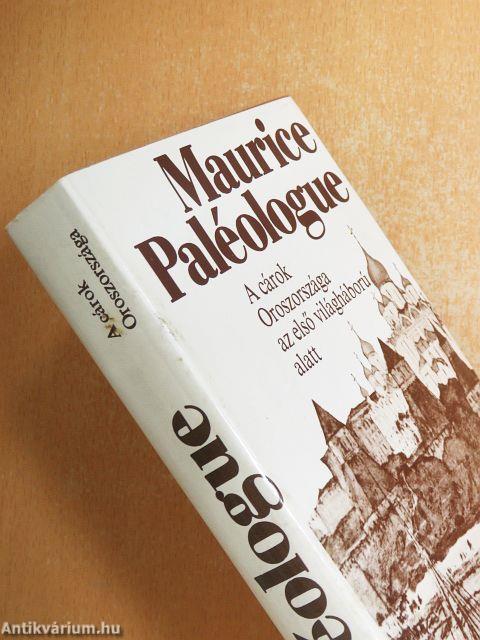 Maurice
Paléologue
A cárok
Oroszországa
az első világháború
alatt
A cárok
Oroszországa
éologue
Antikvárium.hu